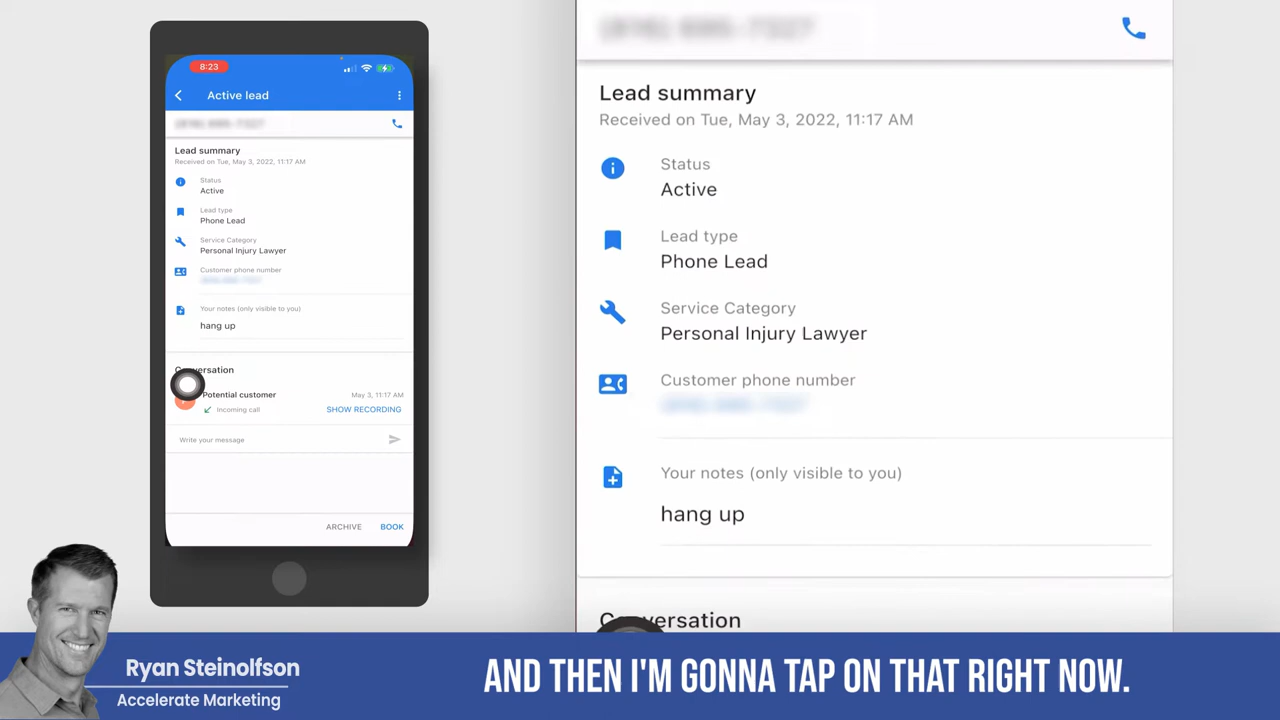 8:23
Active lead
Lead summary
Received on Tue, May 3, 2022, 11:17 AM
Status
Active
Lead type
Phone Lead
Service Category
Personal Injury Lawyer
Customer phone number
Your notes (only visible to you)
hang up
Potential customer
May 3, 11:17 AM
Incoming call
SHOW RECORDING
Write your message
ARCHIVE
BOOK
Lead summary
Received on Tue, May 3, 2022, 11:17 AM
Status
Active
Lead type
Phone Lead
Service Category
Personal Injury Lawyer
Customer phone number
Your notes (only visible to you)
hang up
Conversation
Ryan Steinolfson
Accelerate Marketing
AND THEN I'M GONNA TAP ON THAT RIGHT NOW.